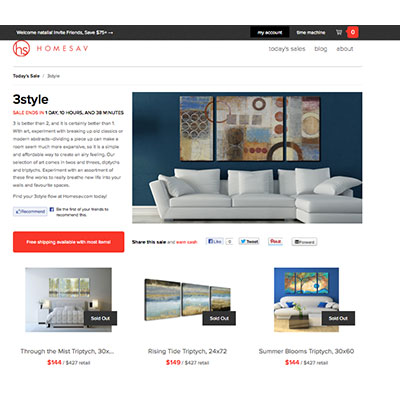 Welcome natalia! Invite Friends, Save $75+ →
my account
time machine
0
hs HOMESAV
today's sales
blog
about
Today's Sale / 3style
3style
SALE ENDS IN 1 DAY, 10 HOURS, AND 38 MINUTES
3 is better than 2, and it is certainly better than 1.
With art, experiment with breaking up old classics or
modern abstracts–dividing a piece up can make a
room seem much more expansive, so it is a simple
and affordable way to create an any feeling. Our
selection of art comes in twos and threes, diptychs
and triptychs. Experiment with an assortment of
these fine works to really breathe new life into your
walls and favourite spaces.
Find your 3style flow at Homesav.com today!
Recommend
Be the first of your friends to
recommend this.
Free shipping available with most items!
Share this sale and earn cash
Like 0
Tweet
Pin it
Forward
Sold Out
Sold Out
Sold Out
Through the Mist Triptych, 30x...
$144 / $427 retail
Rising Tide Triptych, 24x72
$149 / $427 retail
Summer Blooms Triptych, 30x60
$144 / $427 retail